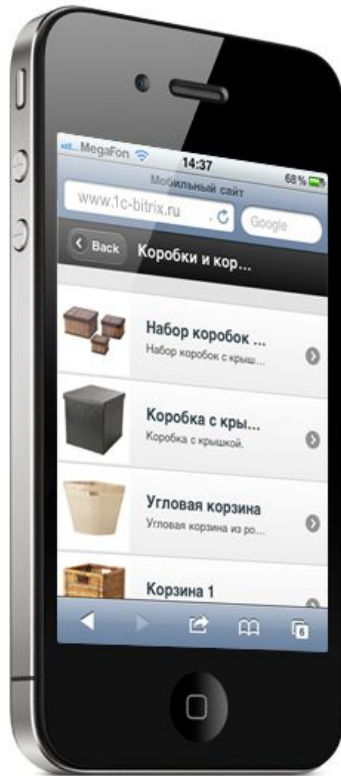 MegaFon 14:37 68 %
Мобильный сайт
www.1c-bitrix.ru Google
Back Коробки и кор...
Набор коробок ...
Набор коробок с крыш...
Коробка с кры...
Коробка с крышкой.
Угловая корзина
Угловая корзина из ро...
Корзина 1
6